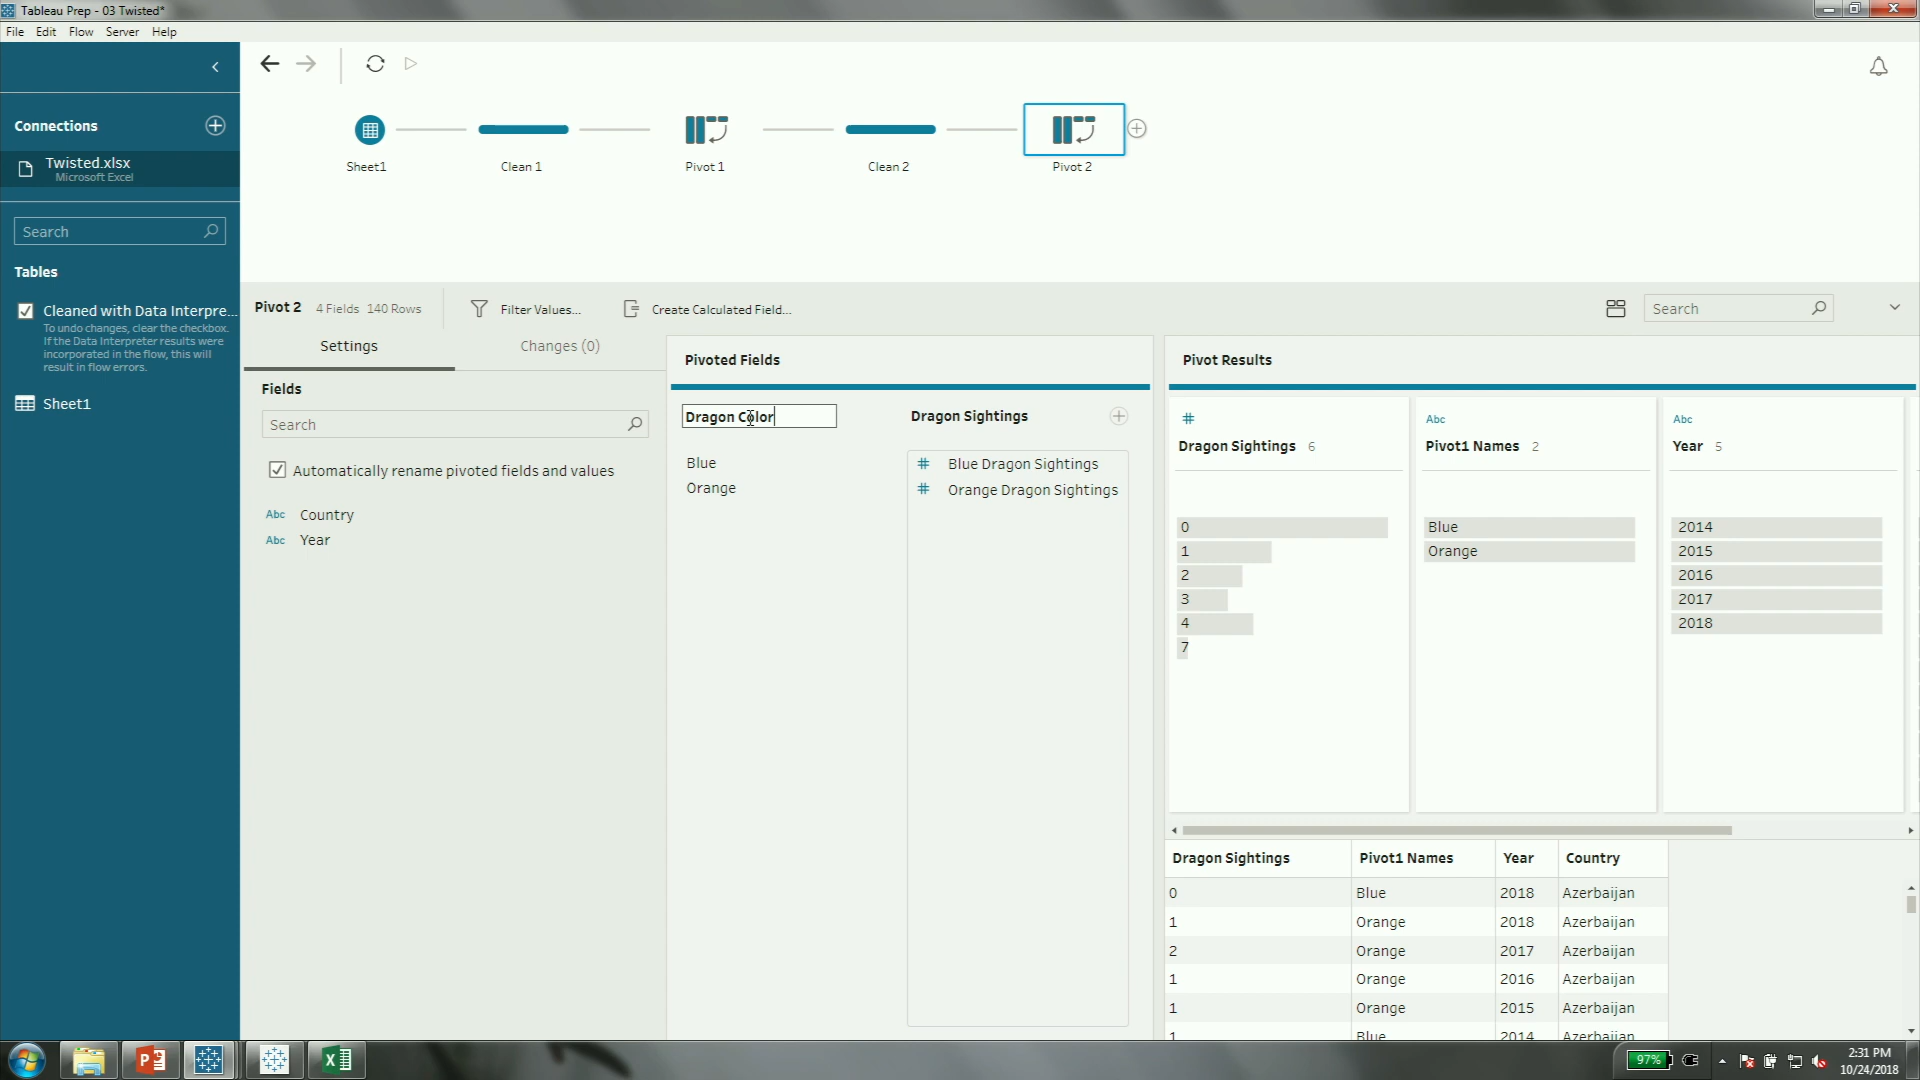 Tableau Prep - 03 Twisted*
File Edit Flow Server Help
Connections
Twisted.xlsx
Microsoft Excel
Search
Tables
Cleaned with Data Interpre...
To undo changes, clear the checkbox.
If the Data Interpreter results were
incorporated in the flow, this will
result in flow errors.
Sheet1
Sheet1 Clean 1 Pivot 1 Clean 2 Pivot 2
Pivot 2 4 Fields 140 Rows Filter Values... Create Calculated Field... Search
Settings Changes (0)
Fields
Search
Automatically rename pivoted fields and values
Abc Country
Abc Year
Pivoted Fields
Dragon Color Dragon Sightings
Blue # Blue Dragon Sightings
Orange # Orange Dragon Sightings
Pivot Results
# Abc Abc
Dragon Sightings 6 Pivot1 Names 2 Year 5
0 Blue 2014
1 Orange 2015
2 2016
3 2017
4 2018
7
Dragon Sightings Pivot1 Names Year Country
0 Blue 2018 Azerbaijan
1 Orange 2018 Azerbaijan
2 Orange 2017 Azerbaijan
1 Orange 2016 Azerbaijan
1 Orange 2015 Azerbaijan
1 Blue 2014 Azerbaijan
97% 2:31 PM
10/24/2018